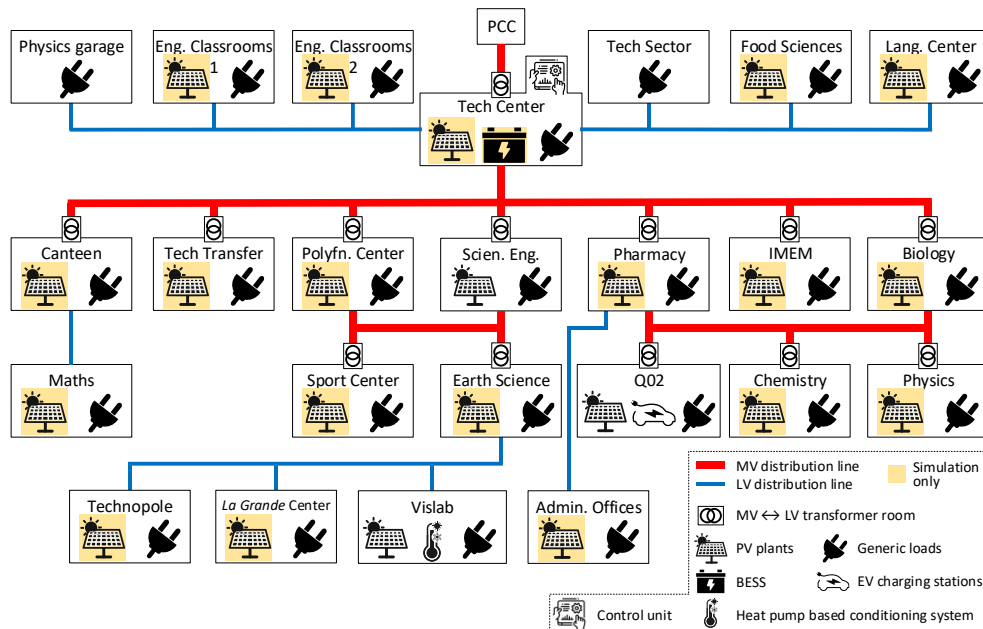 PCC
Physics garage
Eng. Classrooms
1
Eng. Classrooms
2
Tech Sector
Food Sciences
Lang. Center
Tech Center
Canteen
Tech Transfer
Polyfn. Center
Scien. Eng.
Pharmacy
IMEM
Biology
Maths
Sport Center
Earth Science
Q02
Chemistry
Physics
Technopole
La Grande Center
Vislab
Admin. Offices
MV distribution line
LV distribution line
Simulation
only
MV ↔ LV transformer room
PV plants
Generic loads
BESS
EV charging stations
Control unit
Heat pump based conditioning system